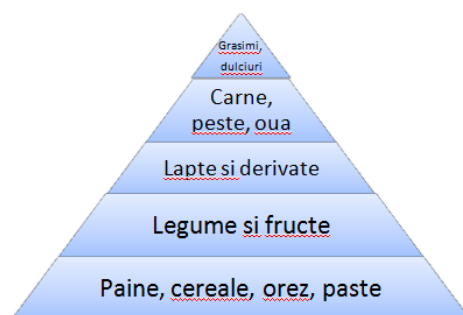 Grasimi,
dulciuri
Carne,
peste, oua
Lapte si derivate
Legume si fructe
Paine, cereale, orez, paste